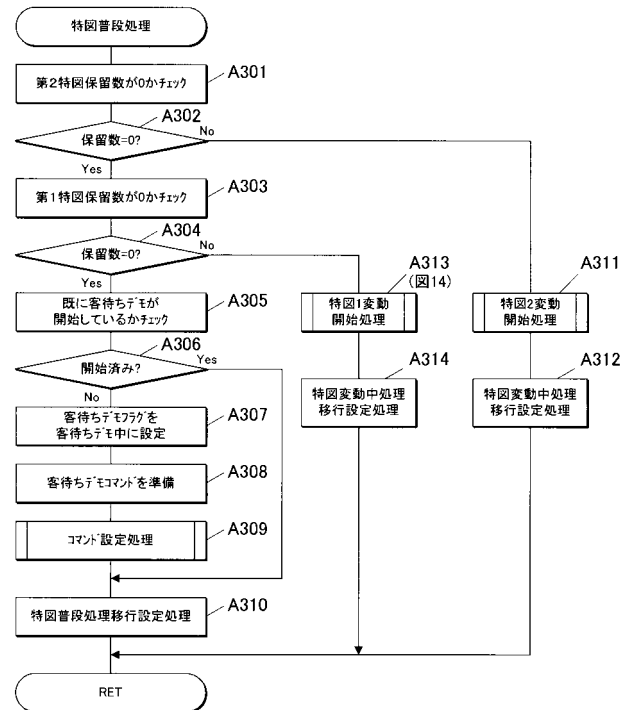 特図普段処理
第2特図保留数が0かﾁｪｯｸ
A301
A302
保留数=0?
No
Yes
第1特図保留数が0かﾁｪｯｸ
A303
A304
保留数=0?
No
Yes
既に客待ちﾃﾞﾓが
開始しているかﾁｪｯｸ
A305
A306
開始済み?
Yes
No
客待ちﾃﾞﾓﾌﾗｸﾞを
客待ちﾃﾞﾓ中に設定
A307
客待ちﾃﾞﾓｺﾏﾝﾄﾞを準備
A308
ｺﾏﾝﾄﾞ設定処理
A309
特図普段処理移行設定処理
A310
RET
A313
(図14)
特図1変動
開始処理
A314
特図変動中処理
移行設定処理
A311
特図2変動
開始処理
A312
特図変動中処理
移行設定処理